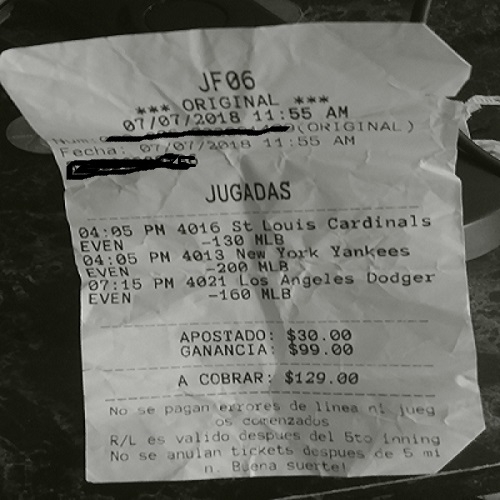 JF06
*** ORIGINAL ***
07/07/2018 11:55 AM
(ORIGINAL)
Fecha: 07/07/2018 11:55 AM
JUGADAS
04:05 PM 4016 St Louis Cardinals
EVEN -130 MLB
04:05 PM 4013 New York Yankees
EVEN -200 MLB
07:15 PM 4021 Los Angeles Dodger
EVEN -160 MLB
APOSTADO: $30.00
GANANCIA: $99.00
A COBRAR: $129.00
No se pagan errores de linea ni jueg
os comenzados
R/L es valido despues del 5to inning
No se anulan tickets despues de 5 mi
n. Buena suerte!